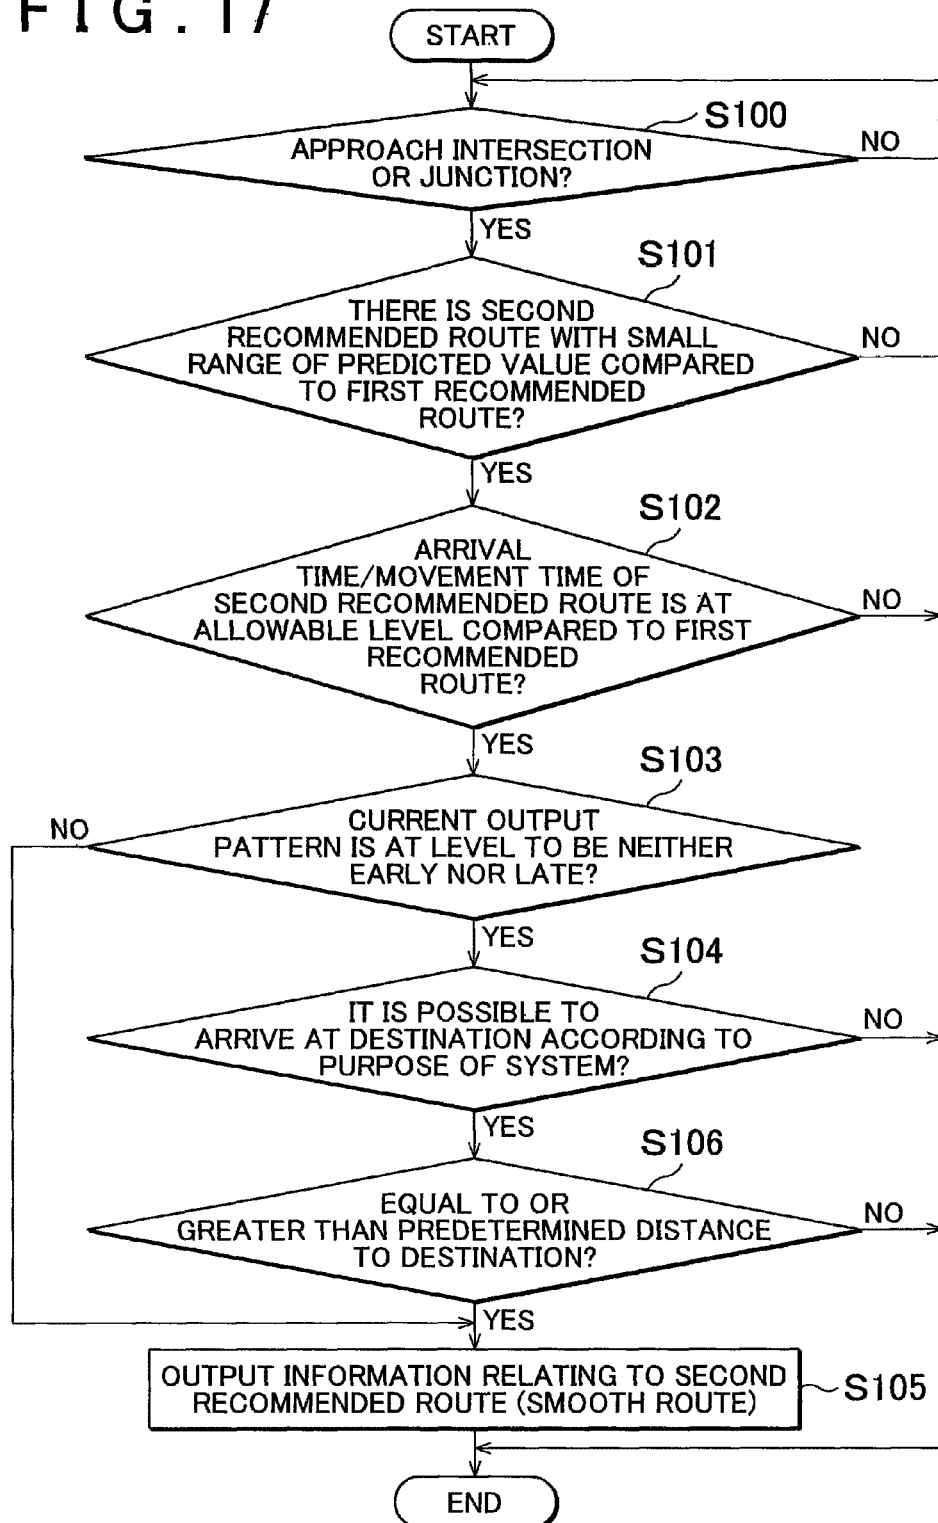 FIG. 17
START
S100
APPROACH INTERSECTION
OR JUNCTION?
NO
YES
S101
THERE IS SECOND
RECOMMENDED ROUTE WITH SMALL
RANGE OF PREDICTED VALUE COMPARED
TO FIRST RECOMMENDED
ROUTE?
NO
YES
S102
ARRIVAL
TIME/MOVEMENT TIME OF
SECOND RECOMMENDED ROUTE IS AT
ALLOWABLE LEVEL COMPARED TO FIRST
RECOMMENDED
ROUTE?
NO
YES
S103
NO
CURRENT OUTPUT
PATTERN IS AT LEVEL TO BE NEITHER
EARLY NOR LATE?
YES
S104
IT IS POSSIBLE TO
ARRIVE AT DESTINATION ACCORDING TO
PURPOSE OF SYSTEM?
NO
YES
S106
EQUAL TO OR
GREATER THAN PREDETERMINED DISTANCE
TO DESTINATION?
NO
YES
OUTPUT INFORMATION RELATING TO SECOND
RECOMMENDED ROUTE (SMOOTH ROUTE)
S105
END